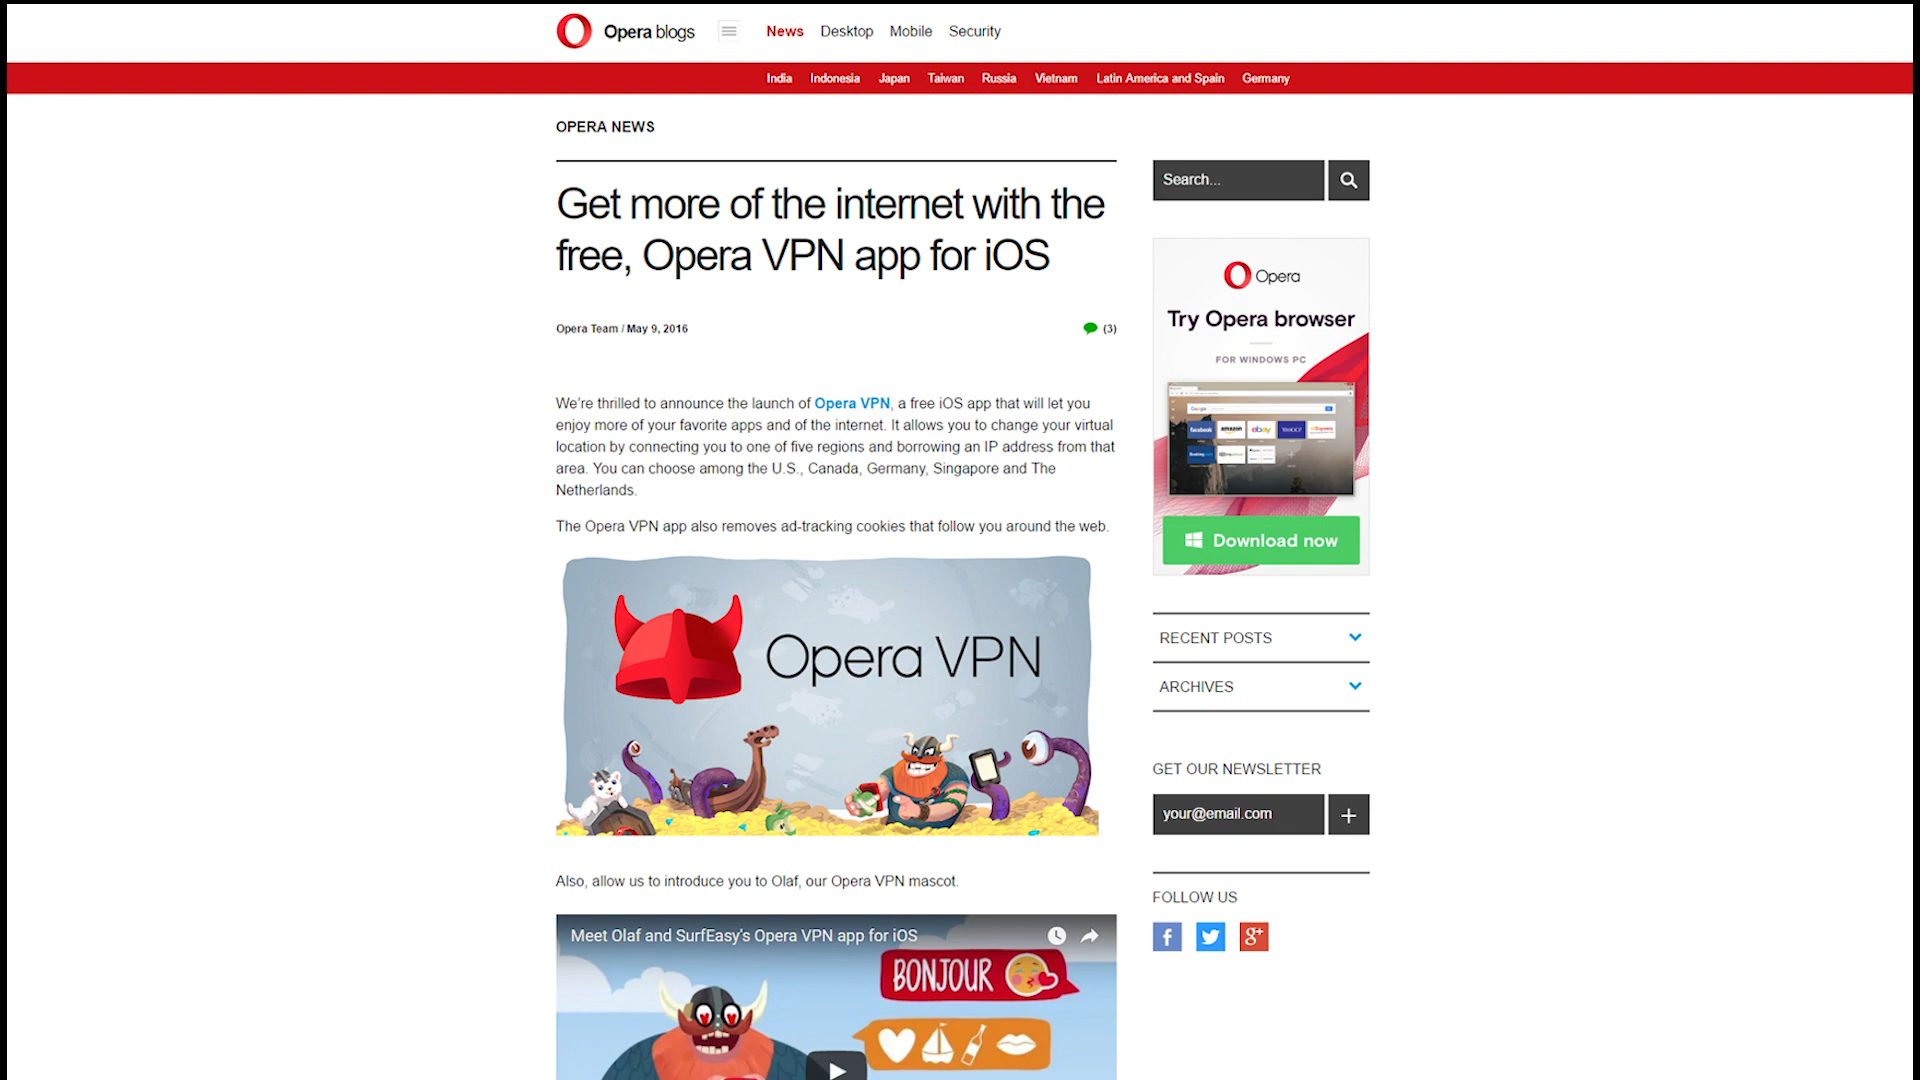 Opera blogs
News Desktop Mobile Security
India Indonesia Japan Taiwan Russia Vietnam Latin America and Spain Germany
OPERA NEWS
Get more of the internet with the
free, Opera VPN app for iOS
Opera Team / May 9, 2016
(3)
We're thrilled to announce the launch of Opera VPN, a free iOS app that will let you
enjoy more of your favorite apps and of the internet. It allows you to change your virtual
location by connecting you to one of five regions and borrowing an IP address from that
area. You can choose among the U.S., Canada, Germany, Singapore and The
Netherlands.
The Opera VPN app also removes ad-tracking cookies that follow you around the web.
Opera VPN
Also, allow us to introduce you to Olaf, our Opera VPN mascot.
Meet Olaf and SurfEasy's Opera VPN app for iOS
BONJOUR
Search...
Opera
Try Opera browser
FOR WINDOWS PC
Google
facebook amazon ebay YAHOO!
Download now
RECENT POSTS
ARCHIVES
GET OUR NEWSLETTER
your@email.com
+
FOLLOW US
f
g+